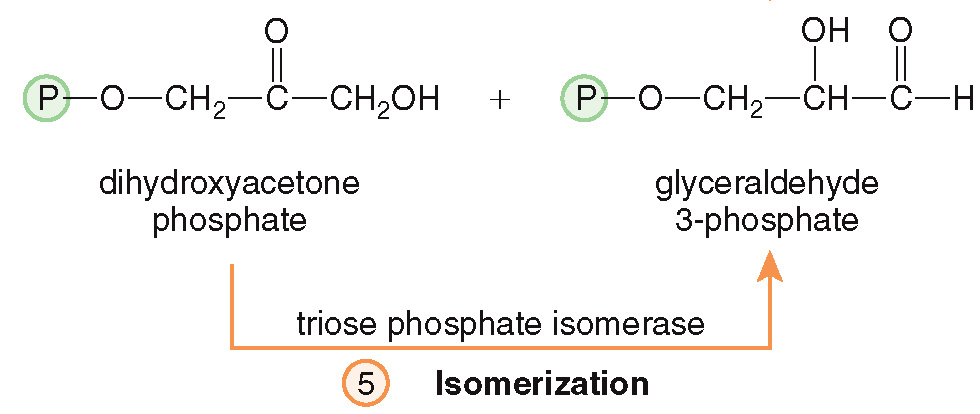 O OH O
P—O—CH₂—C—CH₂OH + P—O—CH₂—CH—C—H
dihydroxyacetone
phosphate
glyceraldehyde
3-phosphate
triose phosphate isomerase
5 Isomerization